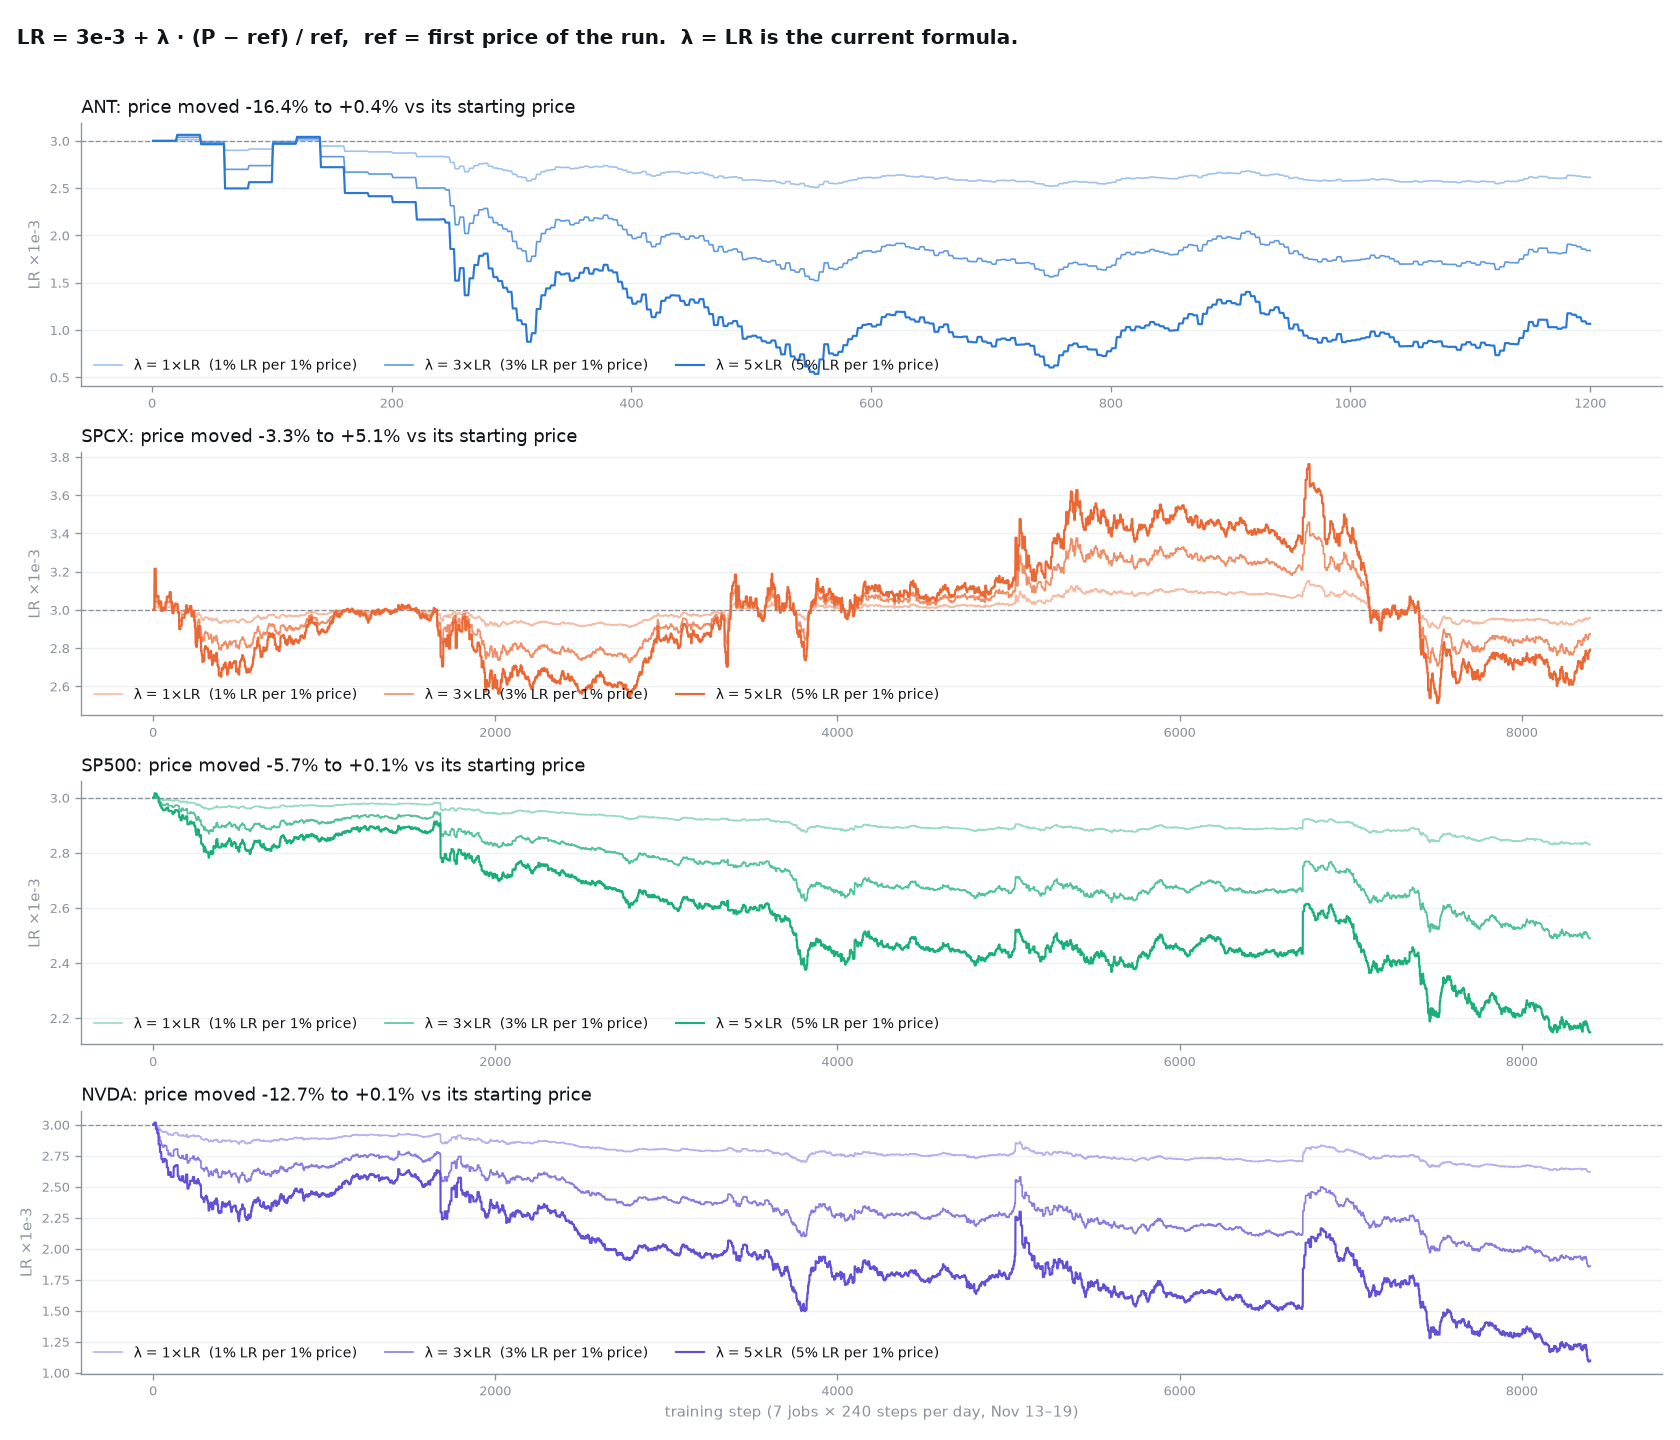 LR = 3e-3 + λ · (P − ref) / ref,  ref = first price of the run.  λ = LR is the current formula.
ANT: price moved -16.4% to +0.4% vs its starting price
LR ×1e-3
3.0
2.5
2.0
1.5
1.0
0.5
λ = 1×LR  (1% LR per 1% price)
λ = 3×LR  (3% LR per 1% price)
λ = 5×LR  (5% LR per 1% price)
0
200
400
600
800
1000
1200
SPCX: price moved -3.3% to +5.1% vs its starting price
LR ×1e-3
3.8
3.6
3.4
3.2
3.0
2.8
2.6
λ = 1×LR  (1% LR per 1% price)
λ = 3×LR  (3% LR per 1% price)
λ = 5×LR  (5% LR per 1% price)
0
2000
4000
6000
8000
SP500: price moved -5.7% to +0.1% vs its starting price
LR ×1e-3
3.0
2.8
2.6
2.4
2.2
λ = 1×LR  (1% LR per 1% price)
λ = 3×LR  (3% LR per 1% price)
λ = 5×LR  (5% LR per 1% price)
0
2000
4000
6000
8000
NVDA: price moved -12.7% to +0.1% vs its starting price
LR ×1e-3
3.00
2.75
2.50
2.25
2.00
1.75
1.50
1.25
1.00
λ = 1×LR  (1% LR per 1% price)
λ = 3×LR  (3% LR per 1% price)
λ = 5×LR  (5% LR per 1% price)
0
2000
4000
6000
8000
training step (7 jobs × 240 steps per day, Nov 13–19)